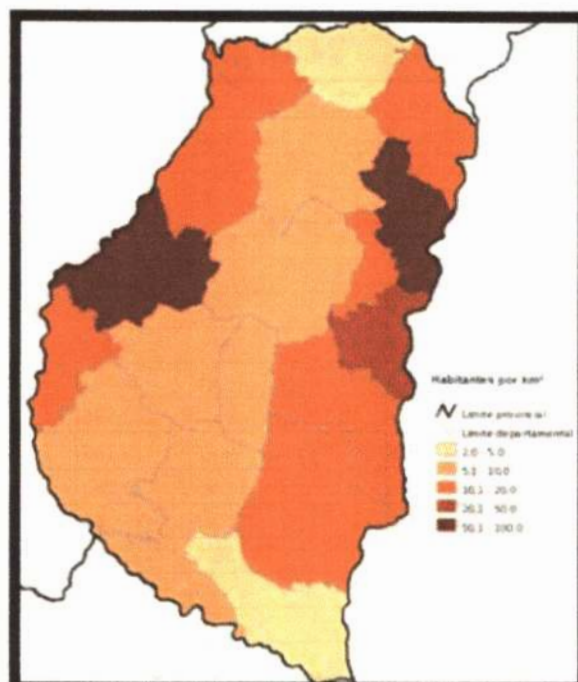 Habitantes por km²
Límite provincial
Límite departamental
2.0 - 5.0
5.1 - 10.0
10.1 - 20.0
20.1 - 50.0
50.1 - 100.0